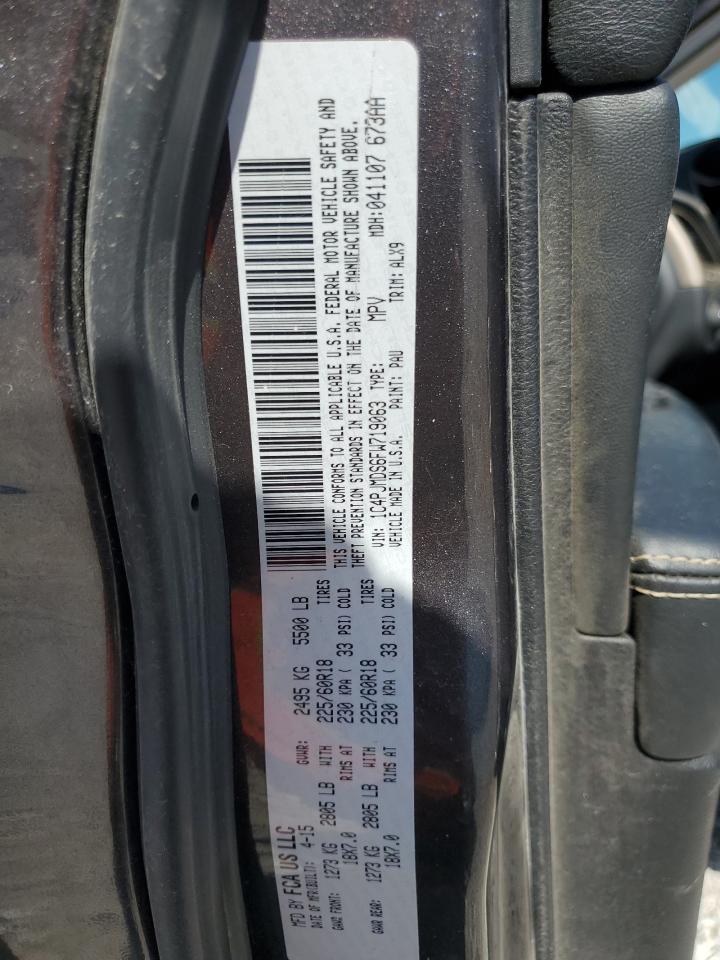 MFD BY FCA US LLC
DATE OF MFR(BUILT): 4-15 GVWR: 2495 KG 5500 LB
GAWR FRONT: 1273 KG 2805 LB WITH 225/60R18 TIRES
18X7.0 RIMS AT 230 KPA ( 33 PSI) COLD
GAWR REAR: 1273 KG 2805 LB WITH 225/60R18 TIRES
18X7.0 RIMS AT 230 KPA ( 33 PSI) COLD
THIS VEHICLE CONFORMS TO ALL APPLICABLE U.S.A. FEDERAL MOTOR VEHICLE SAFETY AND
THEFT PREVENTION STANDARDS IN EFFECT ON THE DATE OF MANUFACTURE SHOWN ABOVE.
VIN: 1C4PJMDS6FW719063 TYPE: MPV MDH:041107 673AA
VEHICLE MADE IN U.S.A. PAINT: PAU TRIM: ALX9